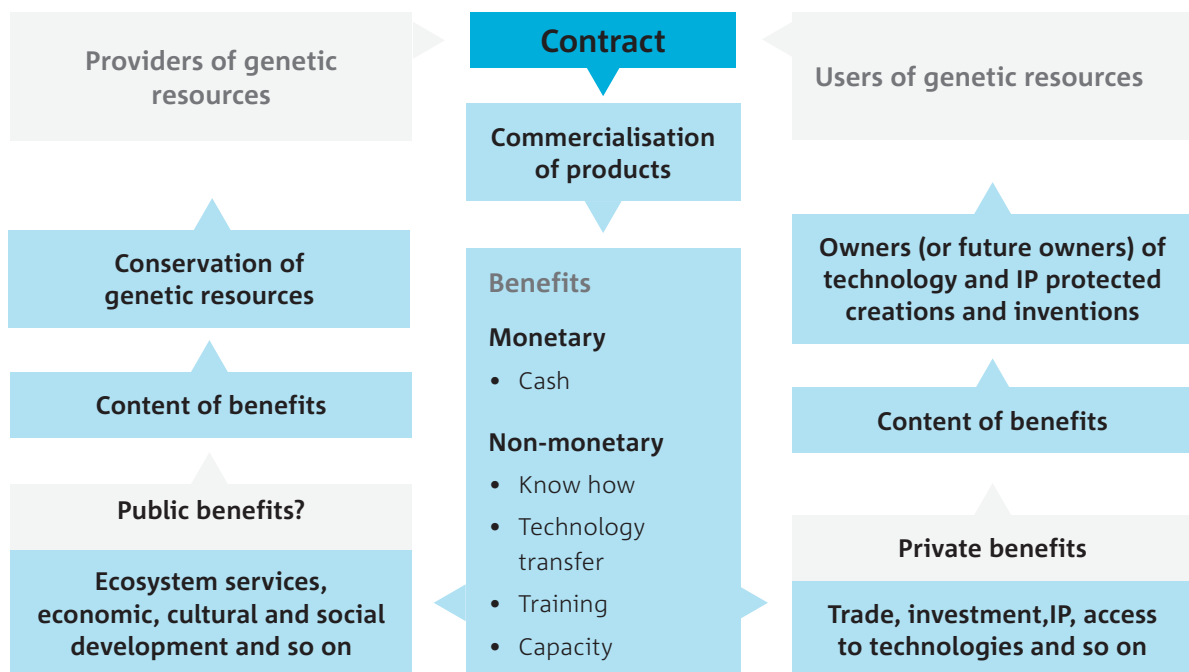 Providers of genetic
resources
Conservation of
genetic resources
Content of benefits
Public benefits?
Ecosystem services,
economic, cultural and social
development and so on
Contract
Commercialisation
of products
Benefits
Monetary
• Cash
Non-monetary
• Know how
• Technology
transfer
• Training
• Capacity
Users of genetic resources
Owners (or future owners) of
technology and IP protected
creations and inventions
Content of benefits
Private benefits
Trade, investment,IP, access
to technologies and so on